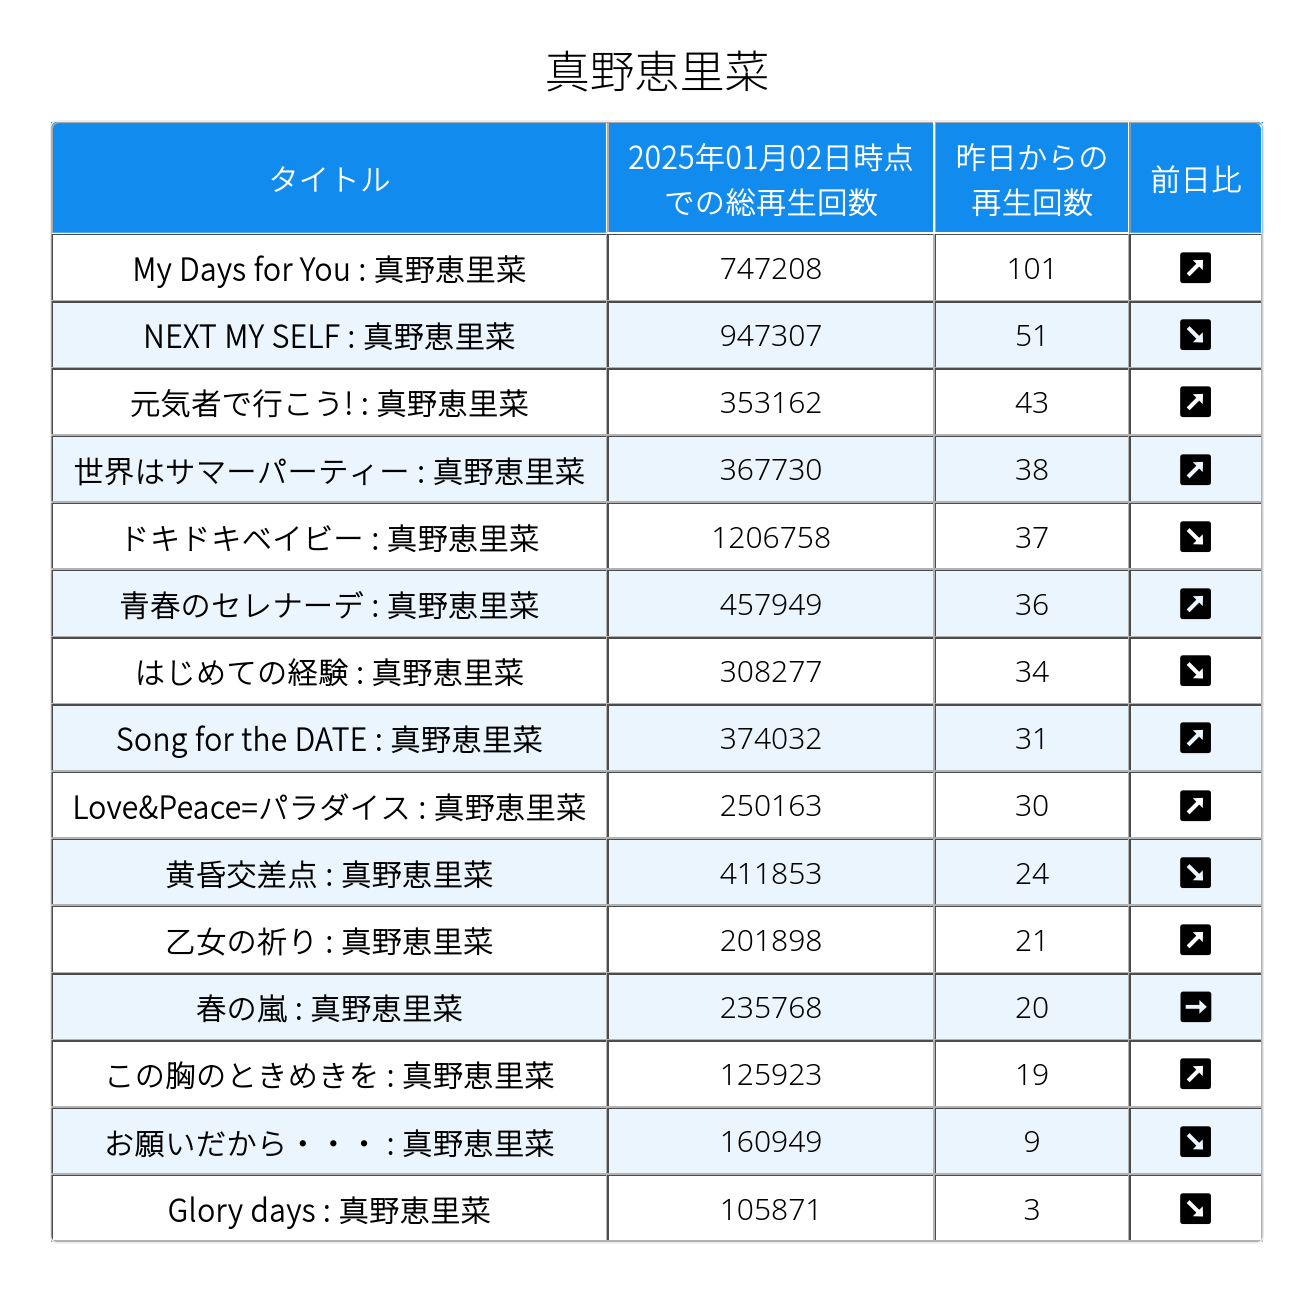 真野恵里菜
タイトル 2025年01月02日時点での総再生回数 昨日からの再生回数 前日比
My Days for You : 真野恵里菜 747208 101 ↗
NEXT MY SELF : 真野恵里菜 947307 51 ↘
元気者で行こう! : 真野恵里菜 353162 43 ↗
世界はサマーパーティー : 真野恵里菜 367730 38 ↗
ドキドキベイビー : 真野恵里菜 1206758 37 ↘
青春のセレナーデ : 真野恵里菜 457949 36 ↗
はじめての経験 : 真野恵里菜 308277 34 ↘
Song for the DATE : 真野恵里菜 374032 31 ↗
Love&Peace=パラダイス : 真野恵里菜 250163 30 ↗
黄昏交差点 : 真野恵里菜 411853 24 ↘
乙女の祈り : 真野恵里菜 201898 21 ↗
春の嵐 : 真野恵里菜 235768 20 →
この胸のときめきを : 真野恵里菜 125923 19 ↗
お願いだから・・・ : 真野恵里菜 160949 9 ↘
Glory days : 真野恵里菜 105871 3 ↘